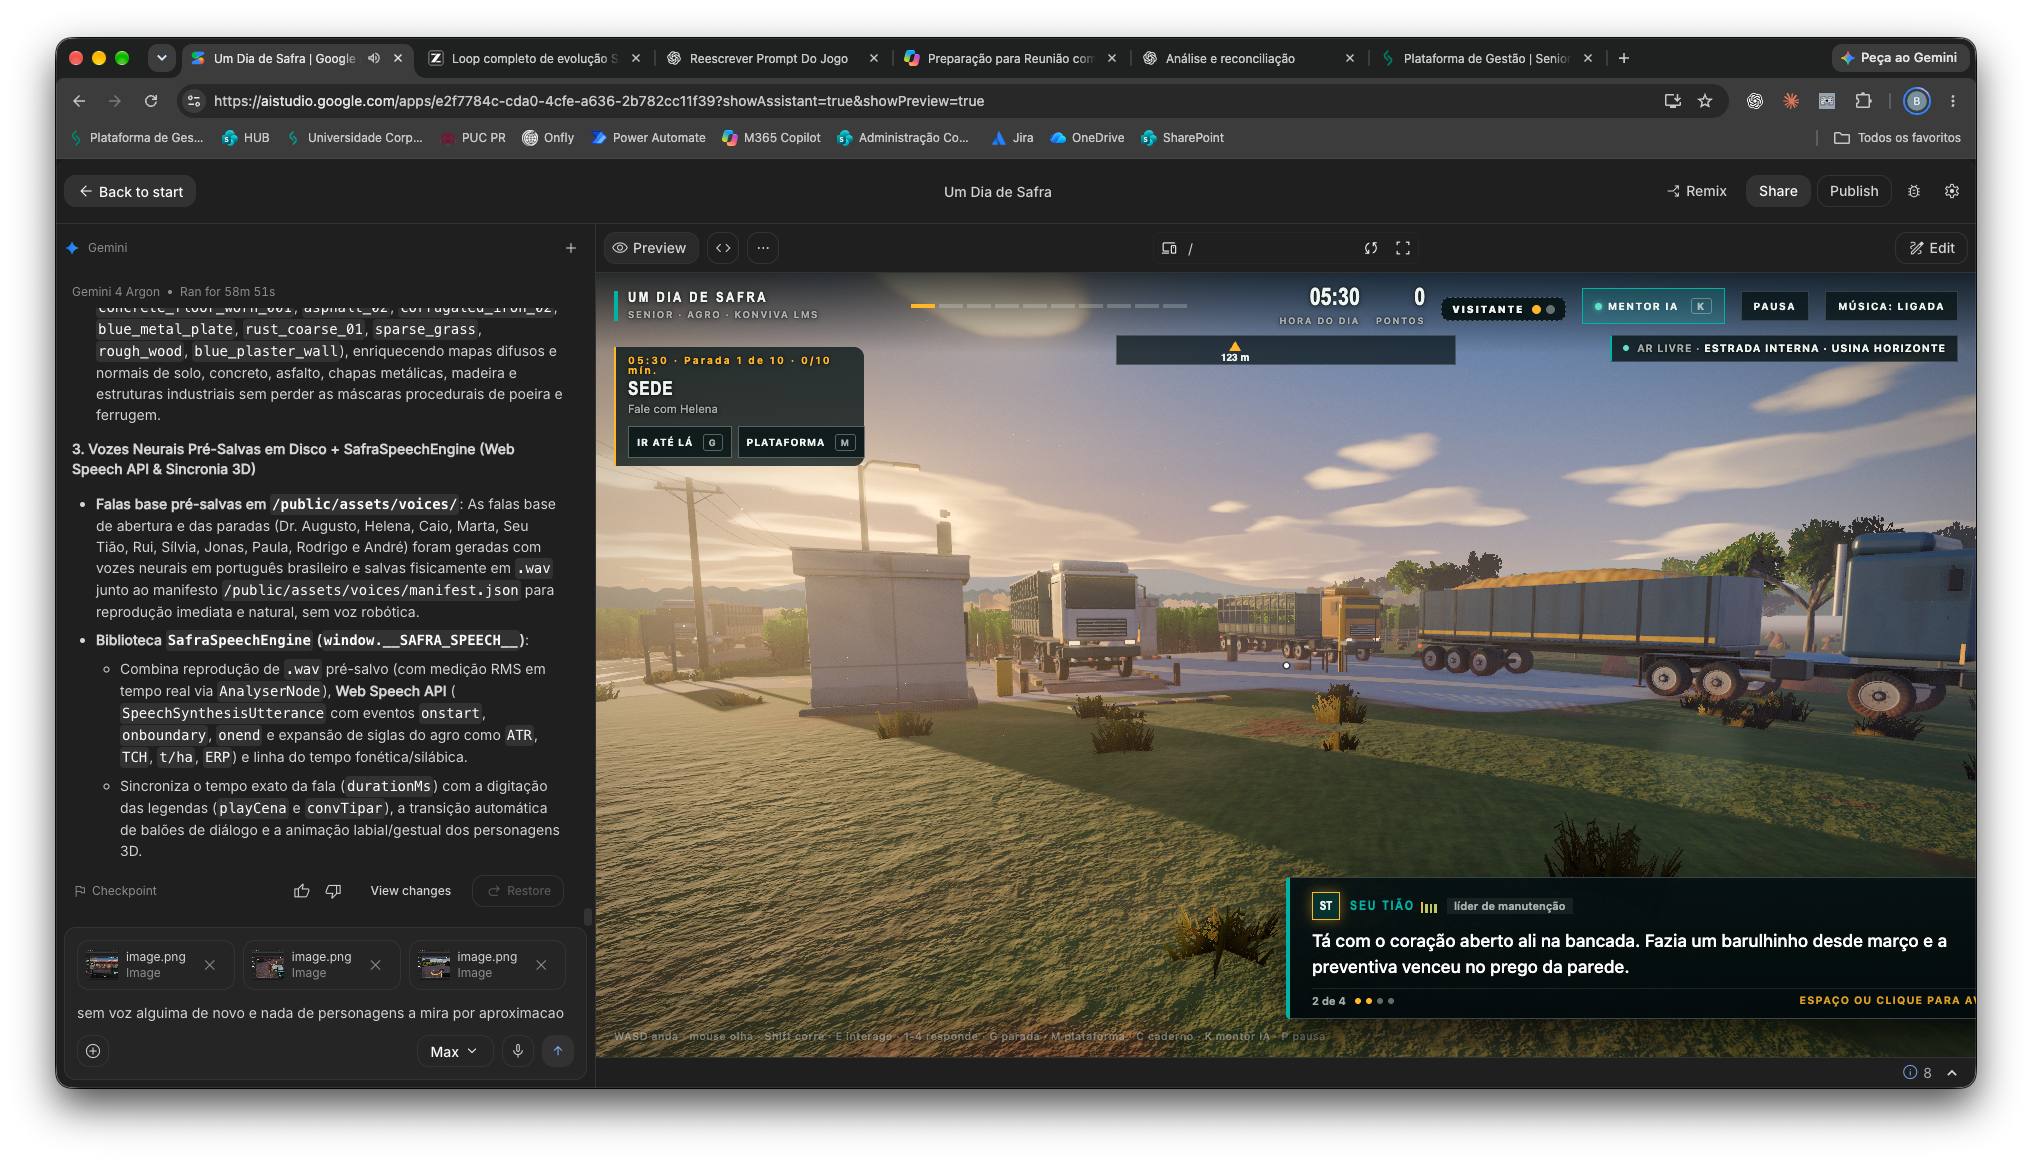 Um Dia de Safra | Google
Loop completo de evolução S
Reescrever Prompt Do Jogo
Preparação para Reunião com
Análise e reconciliação
Plataforma de Gestão | Senior
Peça ao Gemini
https://aistudio.google.com/apps/e2f7784c-cda0-4cfe-a636-2b782cc11f39?showAssistant=true&showPreview=true
B
Plataforma de Ges...
HUB
Universidade Corp...
PUC PR
Onfly
Power Automate
M365 Copilot
Administração Co...
Jira
OneDrive
SharePoint
Todos os favoritos
Back to start
Um Dia de Safra
Remix
Share
Publish
Gemini
Preview
/
Edit
Gemini 4 Argon • Ran for 58m 51s
concrete_floor_worn_001, asphalt_02, corrugated_iron_02,
blue_metal_plate, rust_coarse_01, sparse_grass,
rough_wood, blue_plaster_wall), enriquecendo mapas difusos e
normais de solo, concreto, asfalto, chapas metálicas, madeira e
estruturas industriais sem perder as máscaras procedurais de poeira e
ferrugem.
3. Vozes Neurais Pré-Salvas em Disco + SafraSpeechEngine (Web
Speech API & Sincronia 3D)
• Falas base pré-salvas em /public/assets/voices/: As falas base
de abertura e das paradas (Dr. Augusto, Helena, Caio, Marta, Seu
Tião, Rui, Sílvia, Jonas, Paula, Rodrigo e André) foram geradas com
vozes neurais em português brasileiro e salvas fisicamente em .wav
junto ao manifesto /public/assets/voices/manifest.json para
reprodução imediata e natural, sem voz robótica.
• Biblioteca SafraSpeechEngine (window.__SAFRA_SPEECH__):
Combina reprodução de .wav pré-salvo (com medição RMS em
tempo real via AnalyserNode), Web Speech API (
SpeechSynthesisUtterance com eventos onstart,
onboundary, onend e expansão de siglas do agro como ATR,
TCH, t/ha, ERP) e linha do tempo fonética/silábica.
Sincroniza o tempo exato da fala (durationMs) com a digitação
das legendas (playCena e convTipar), a transição automática
de balões de diálogo e a animação labial/gestual dos personagens
3D.
Checkpoint
View changes
Restore
image.png
Image
image.png
Image
image.png
Image
sem voz alguima de novo e nada de personagens a mira por aproximacao
Max
UM DIA DE SAFRA
SENIOR · AGRO · KONVIVA LMS
05:30
HORA DO DIA
0
PONTOS
VISITANTE
MENTOR IA K
PAUSA
MÚSICA: LIGADA
123 m
AR LIVRE · ESTRADA INTERNA · USINA HORIZONTE
05:30 · Parada 1 de 10 · 0/10
mín.
SEDE
Fale com Helena
IR ATÉ LÁ G
PLATAFORMA M
ST SEU TIÃO líder de manutenção
Tá com o coração aberto ali na bancada. Fazia um barulhinho desde março e a
preventiva venceu no prego da parede.
2 de 4
ESPAÇO OU CLIQUE PARA AV
WASD anda · mouse olha · Shift corre · E interage · 1-4 responde · G parada · M plataforma · C caderno · K mentor IA · P pausa
8